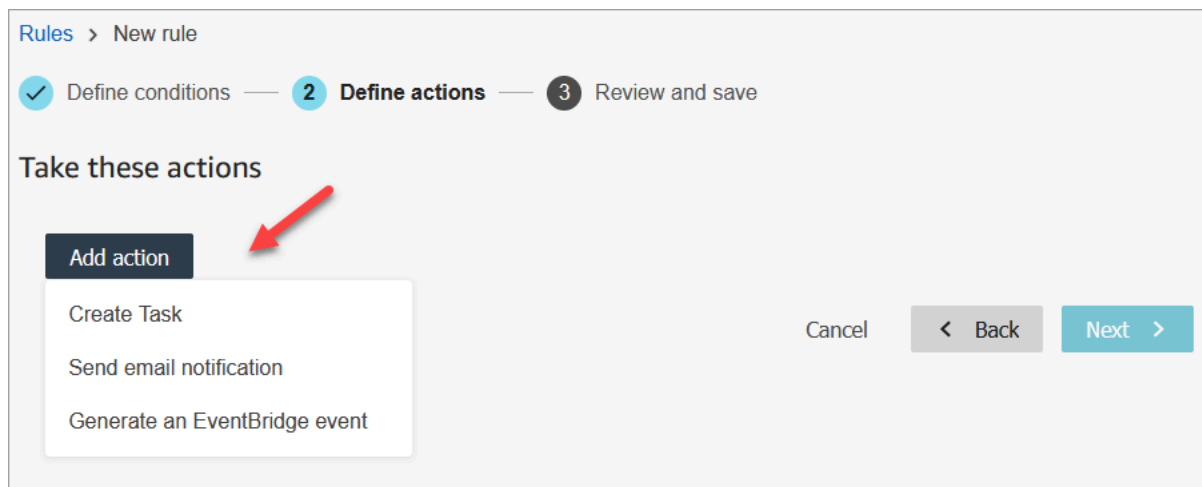 Rules > New rule
Define conditions 2 Define actions 3 Review and save
Take these actions
Add action
Create Task
Send email notification
Generate an EventBridge event
Cancel < Back Next >